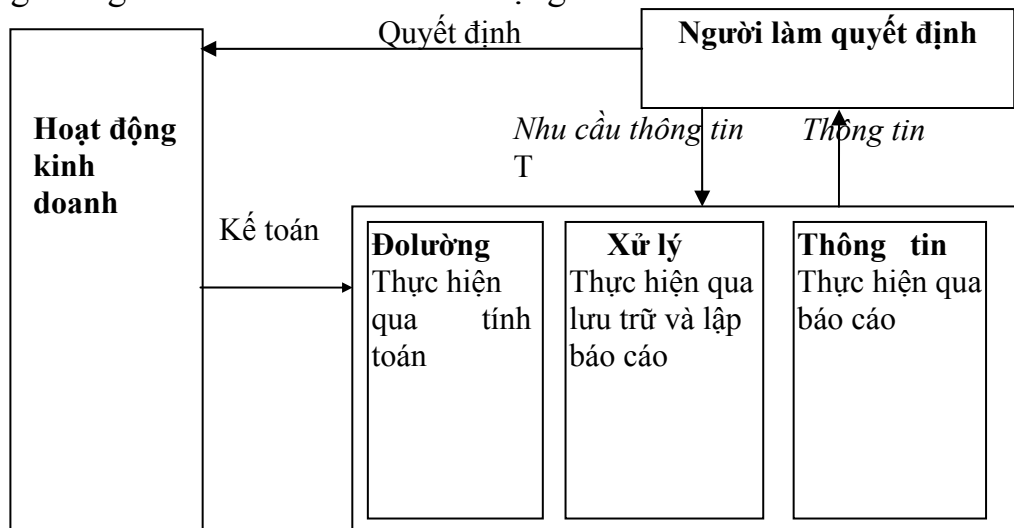 Quyết định
Người làm quyết định
Hoạt động
kinh
doanh
Nhu cầu thông tin
Thông tin
T
Kế toán
Đolường
Thực hiện
qua tính
toán
Xử lý
Thực hiện qua
lưu trữ và lập
báo cáo
Thông tin
Thực hiện qua
báo cáo